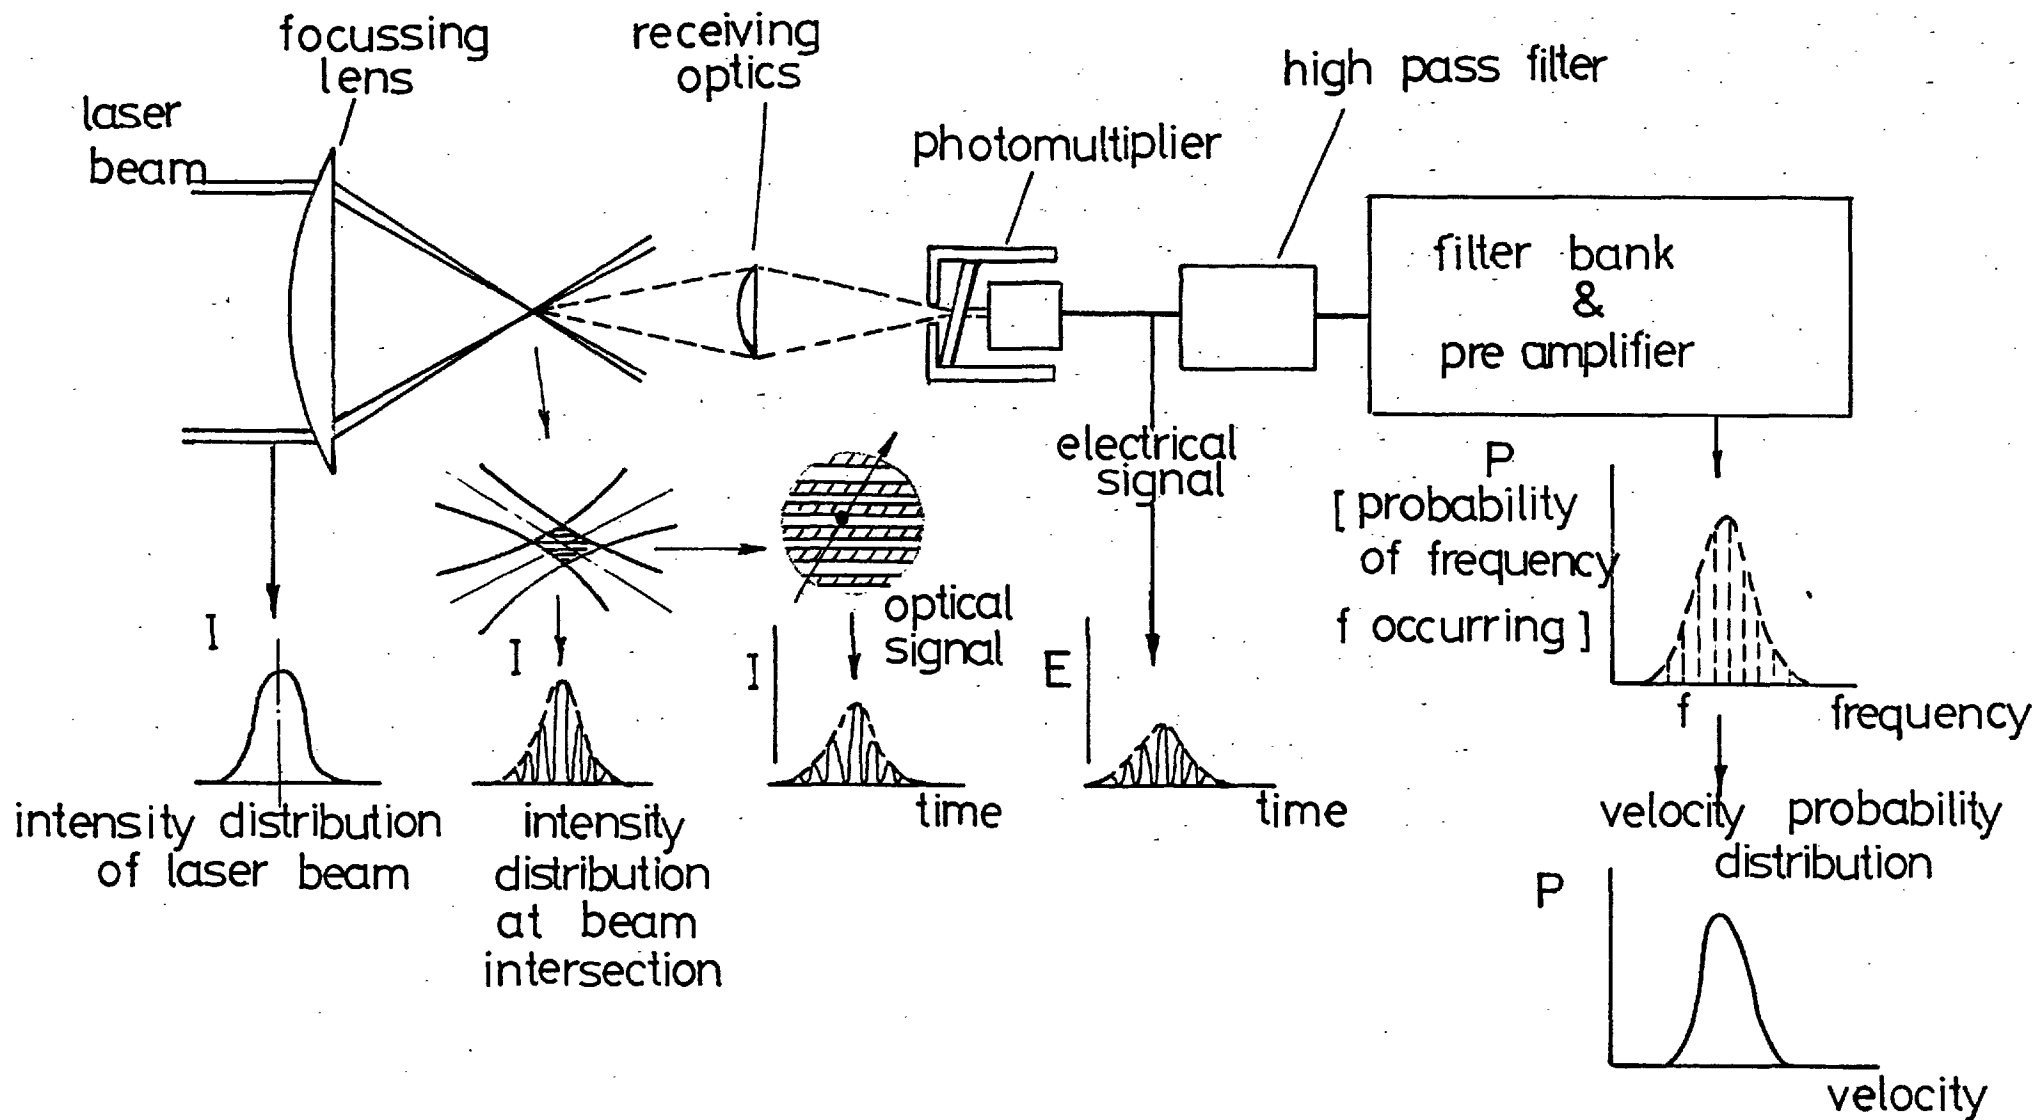 focussing
lens
receiving
optics
high pass filter
laser
beam
photomultiplier
filter bank
&
pre amplifier
electrical
signal
P
[ probability
of frequency
f occurring ]
optical
signal
I
I
I
E
f
frequency
time
time
intensity distribution
of laser beam
intensity
distribution
at beam
intersection
velocity probability
distribution
P
velocity